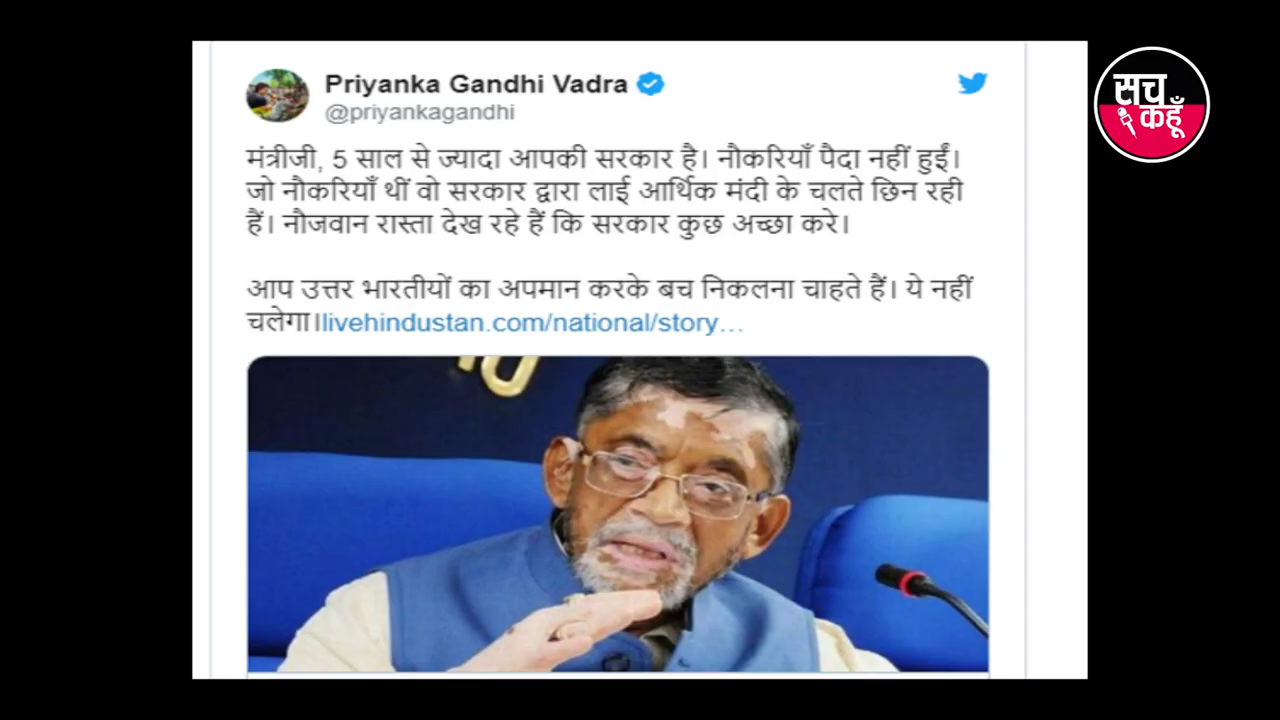 Priyanka Gandhi Vadra
@priyankagandhi
सच
कहूँ
मंत्रीजी, 5 साल से ज्यादा आपकी सरकार है। नौकरियाँ पैदा नहीं हुईं।
जो नौकरियाँ थीं वो सरकार द्वारा लाई आर्थिक मंदी के चलते छिन रही
हैं। नौजवान रास्ता देख रहे हैं कि सरकार कुछ अच्छा करे।
आप उत्तर भारतीयों का अपमान करके बच निकलना चाहते हैं। ये नहीं
चलेगा।livehindustan.com/national/story…